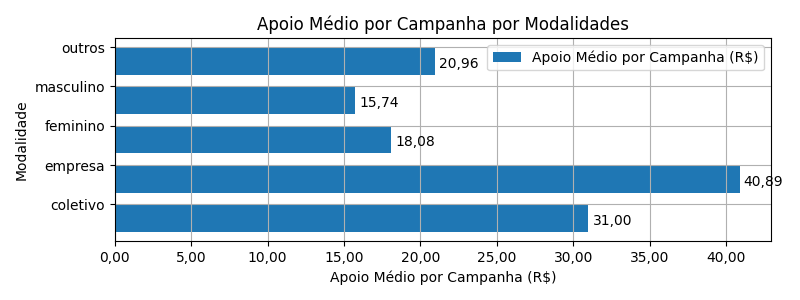 Apoio Médio por Campanha por Modalidades
Apoio Médio por Campanha (R$)
Modalidade
outros
20,96
masculino
15,74
feminino
18,08
empresa
40,89
coletivo
31,00
0,00 5,00 10,00 15,00 20,00 25,00 30,00 35,00 40,00
Apoio Médio por Campanha (R$)